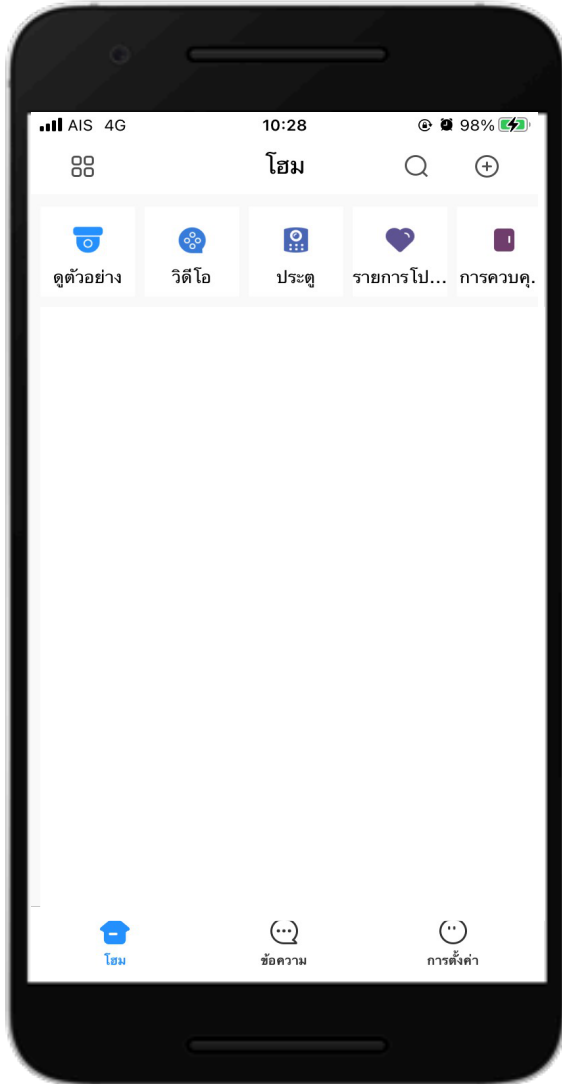 AIS 4G 10:28 98%
โฮม
ดูตัวอย่าง วิดีโอ ประตู รายการโป... การควบคุ.
โฮม ข้อความ การตั้งค่า